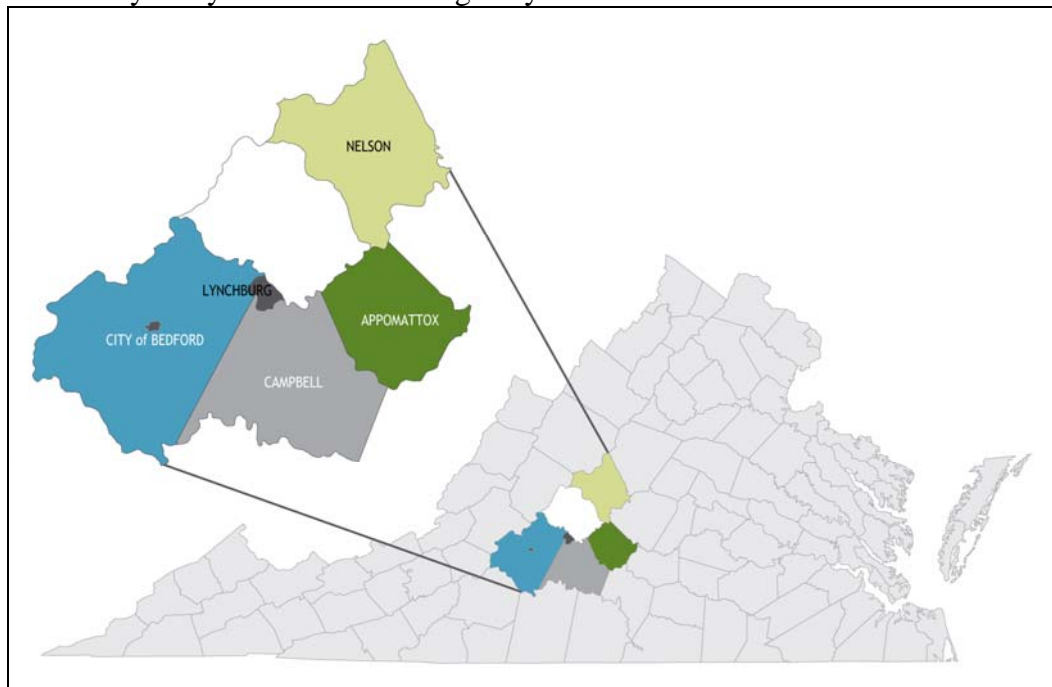 NELSON
LYNCHBURG
APPOMATTOX
CITY of BEDFORD
CAMPBELL